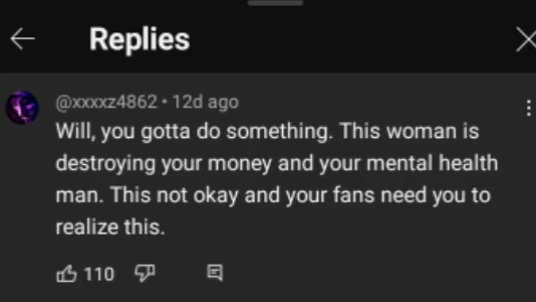 Replies
@xxxxz4862 • 12d ago
Will, you gotta do something. This woman is
destroying your money and your mental health
man. This not okay and your fans need you to
realize this.
110